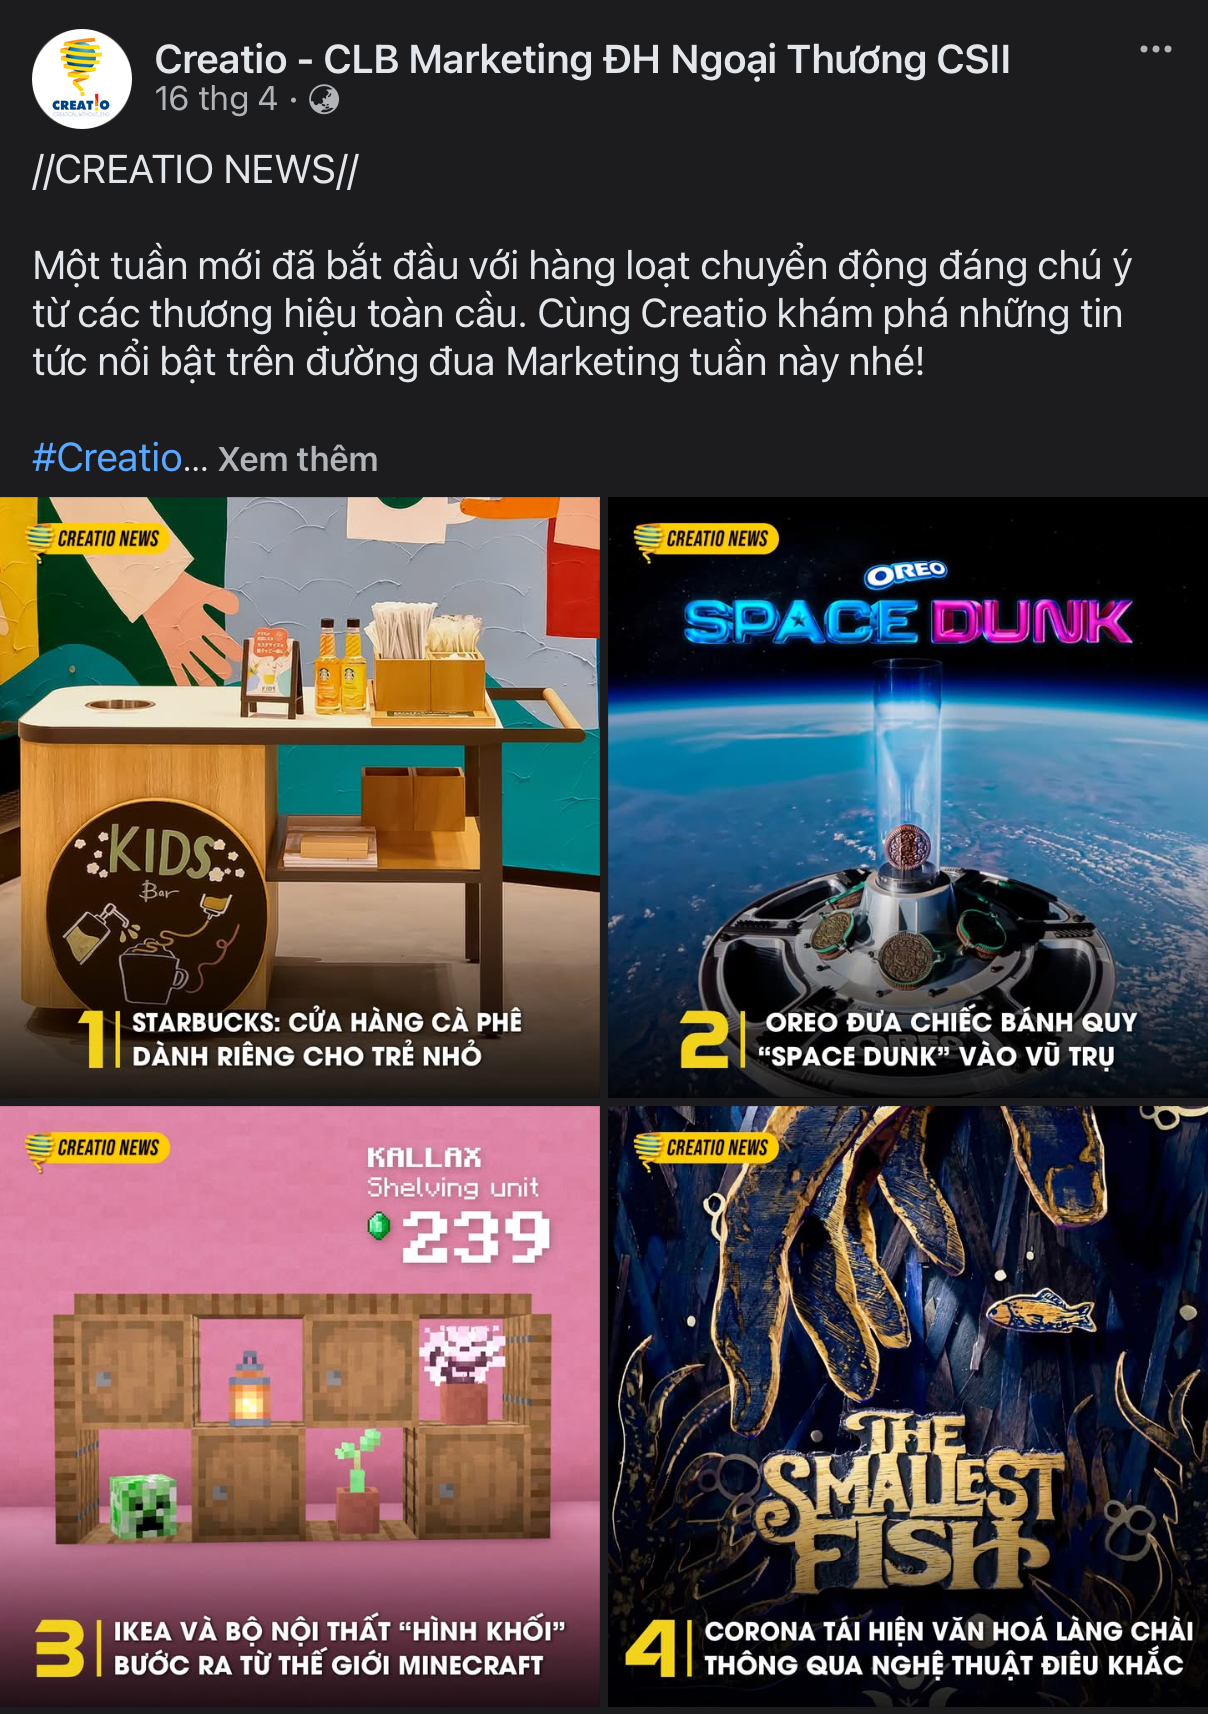 CREAT!O
Creatio - CLB Marketing ĐH Ngoại Thương CSII
16 thg 4 ·
//CREATIO NEWS//
Một tuần mới đã bắt đầu với hàng loạt chuyển động đáng chú ý
từ các thương hiệu toàn cầu. Cùng Creatio khám phá những tin
tức nổi bật trên đường đua Marketing tuần này nhé!
#Creatio... Xem thêm
CREATIO NEWS
KIDS
KIDS
Bar
1 STARBUCKS: CỬA HÀNG CÀ PHÊ
DÀNH RIÊNG CHO TRẺ NHỎ
CREATIO NEWS
OREO
SPACE DUNK
OREO
2 OREO ĐƯA CHIẾC BÁNH QUY
“SPACE DUNK” VÀO VŨ TRỤ
CREATIO NEWS
KALLAX
Shelving unit
239
3 IKEA VÀ BỘ NỘI THẤT “HÌNH KHỐI”
BƯỚC RA TỪ THẾ GIỚI MINECRAFT
CREATIO NEWS
THE
SMALLEST
FISH
4 CORONA TÁI HIỆN VĂN HOÁ LÀNG CHÀI
THÔNG QUA NGHỆ THUẬT ĐIÊU KHẮC